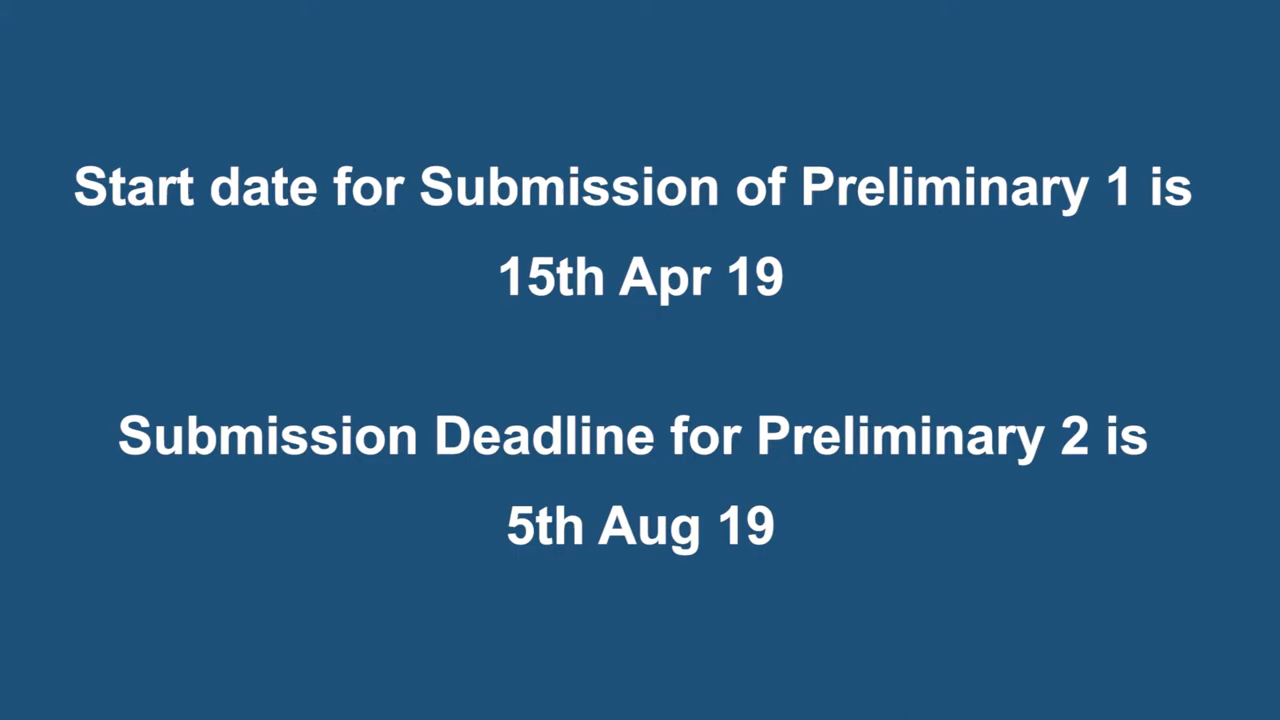 Start date for Submission of Preliminary 1 is
15th Apr 19
Submission Deadline for Preliminary 2 is
5th Aug 19